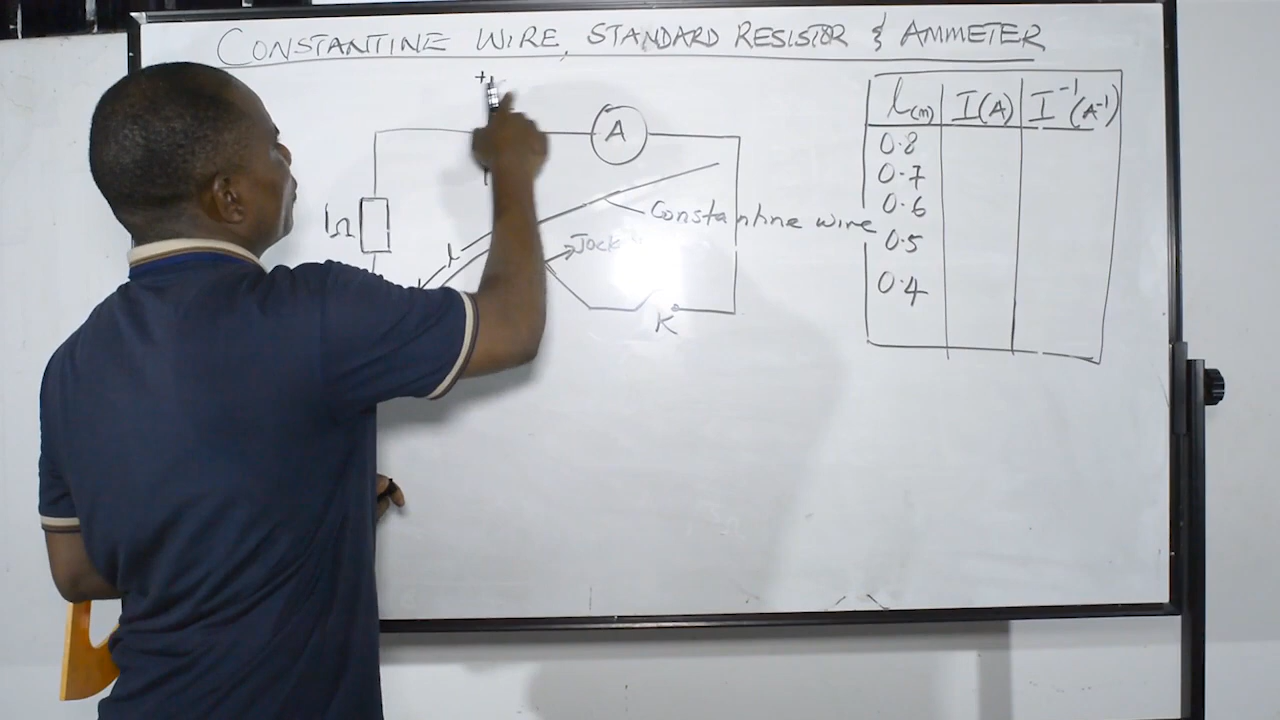 CONSTANTINE WIRE, STANDARD RESISTOR & AMMETER
+
A
1Ω
l
Constantine wire
Jock
K
l(m) I(A) I⁻¹(A⁻¹)
0.8
0.7
0.6
0.5
0.4